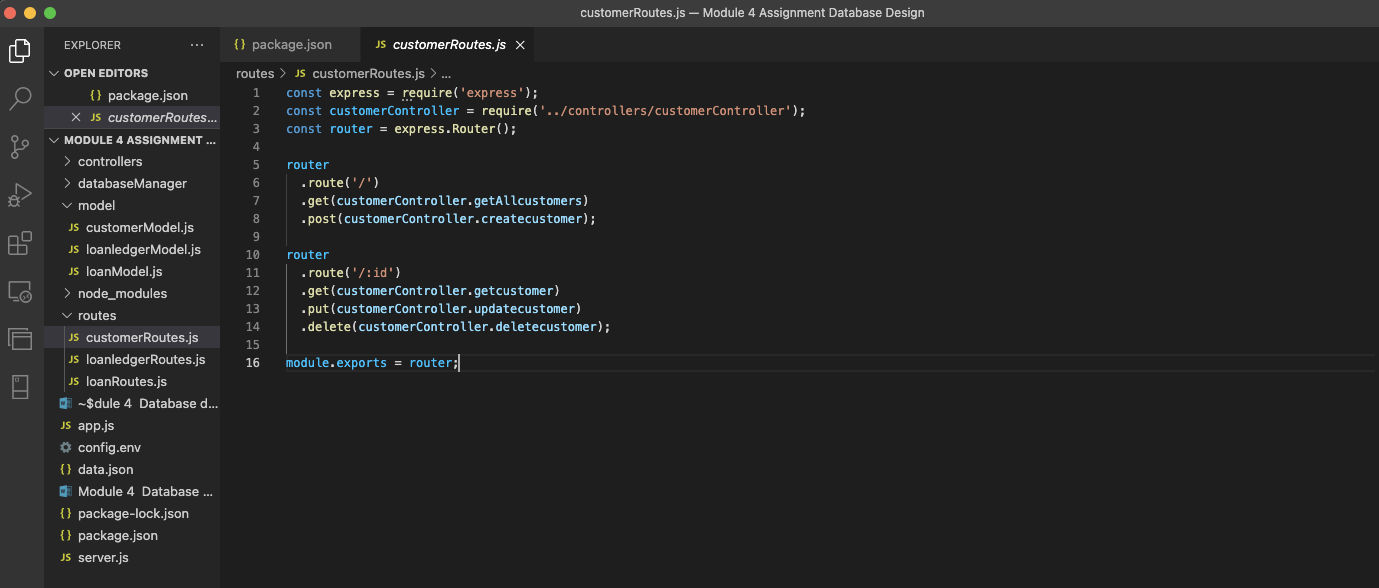 customerRoutes.js — Module 4 Assignment Database Design
EXPLORER ...
OPEN EDITORS
{} package.json
JS customerRoutes...
MODULE 4 ASSIGNMENT ...
controllers
databaseManager
model
JS customerModel.js
JS loanledgerModel.js
JS loanModel.js
node_modules
routes
JS customerRoutes.js
JS loanledgerRoutes.js
JS loanRoutes.js
~$dule 4 Database d...
JS app.js
config.env
{} data.json
Module 4 Database ...
{} package-lock.json
{} package.json
JS server.js
{} package.json JS customerRoutes.js
routes > JS customerRoutes.js > ...
1 const express = require('express');
2 const customerController = require('../controllers/customerController');
3 const router = express.Router();
4
5 router
6 .route('/')
7 .get(customerController.getAllcustomers)
8 .post(customerController.createcustomer);
9
10 router
11 .route('/:id')
12 .get(customerController.getcustomer)
13 .put(customerController.updatecustomer)
14 .delete(customerController.deletecustomer);
15
16 module.exports = router;